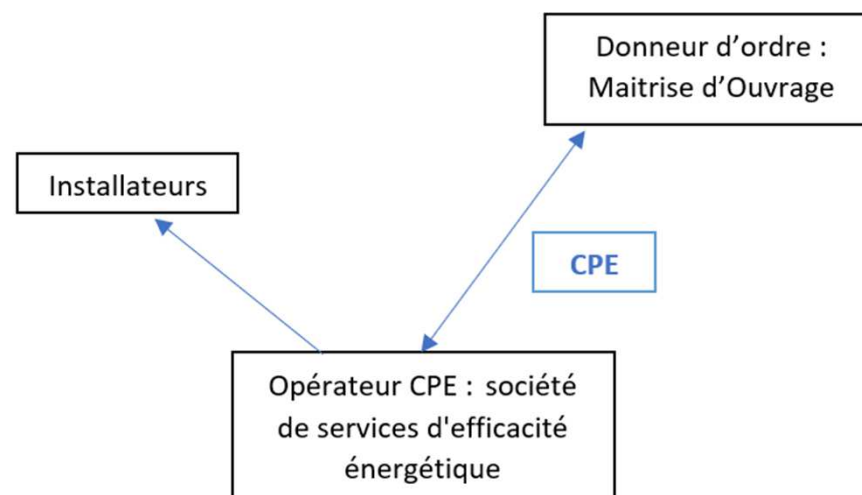 Donneur d’ordre :
Maitrise d’Ouvrage
Installateurs
CPE
Opérateur CPE : société
de services d'efficacité
énergétique